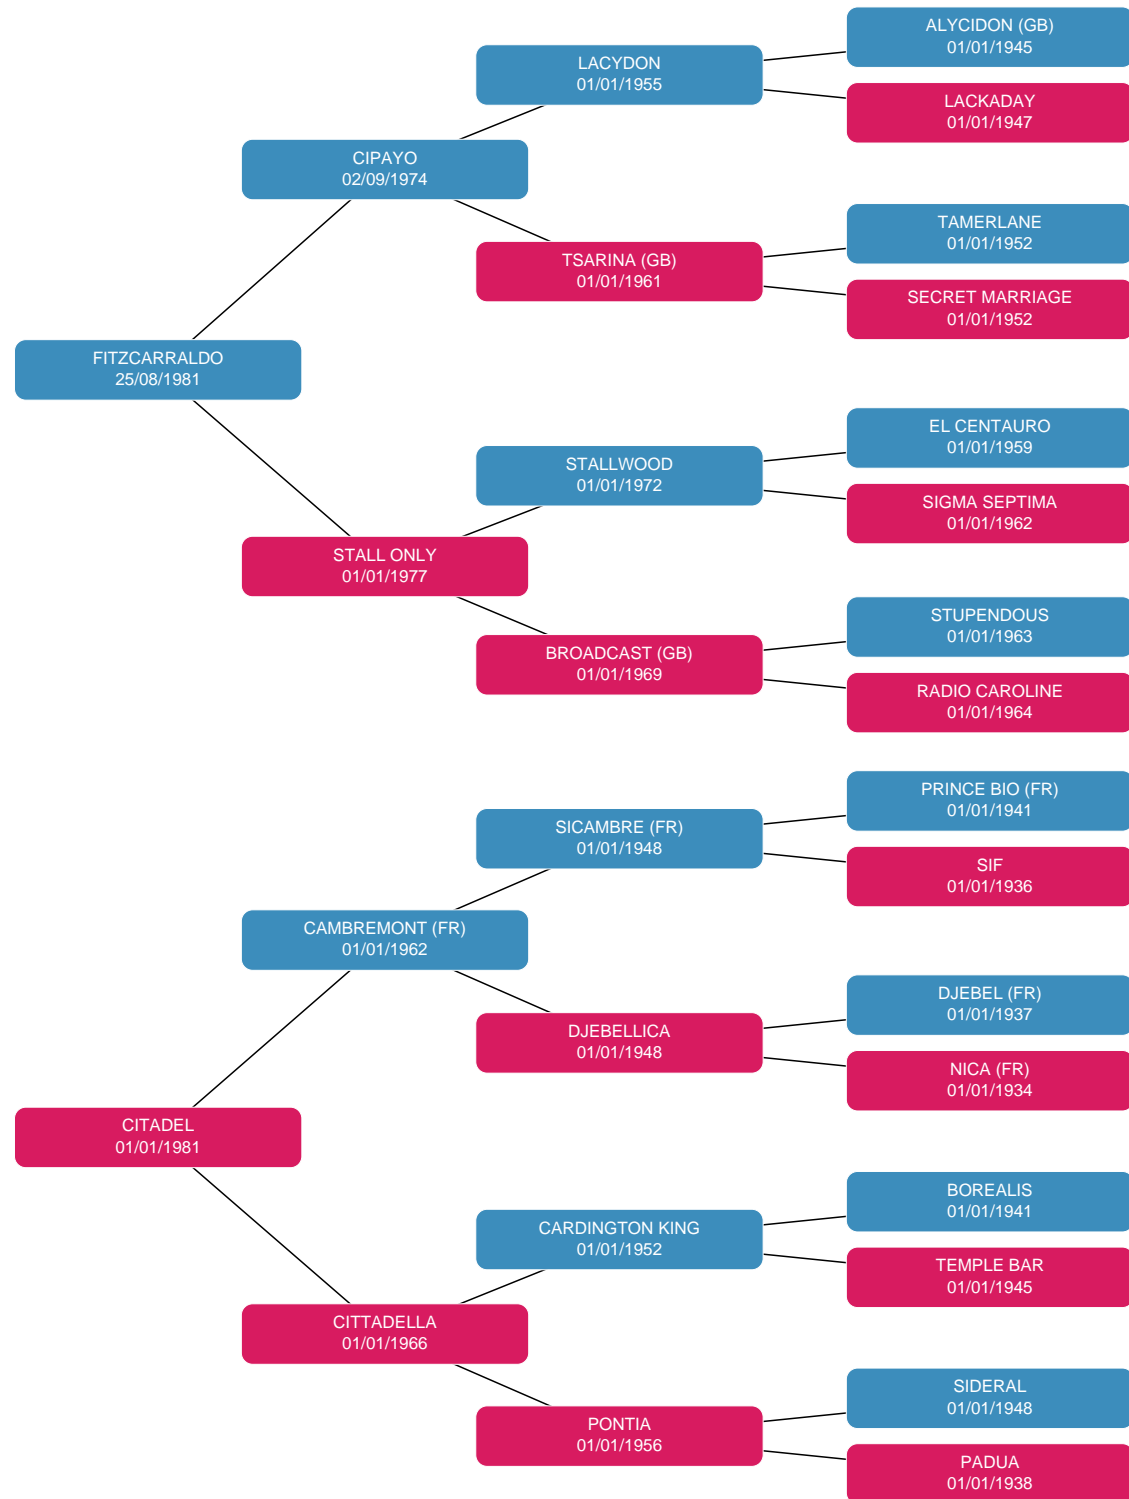 ALYCIDON (GB)
01/01/1945
LACYDON
01/01/1955
LACKADAY
01/01/1947
CIPAYO
02/09/1974
TAMERLANE
01/01/1952
TSARINA (GB)
01/01/1961
SECRET MARRIAGE
01/01/1952
FITZCARRALDO
25/08/1981
EL CENTAURO
01/01/1959
STALLWOOD
01/01/1972
SIGMA SEPTIMA
01/01/1962
STALL ONLY
01/01/1977
STUPENDOUS
01/01/1963
BROADCAST (GB)
01/01/1969
RADIO CAROLINE
01/01/1964
PRINCE BIO (FR)
01/01/1941
SICAMBRE (FR)
01/01/1948
SIF
01/01/1936
CAMBREMONT (FR)
01/01/1962
DJEBEL (FR)
01/01/1937
DJEBELLICA
01/01/1948
NICA (FR)
01/01/1934
CITADEL
01/01/1981
BOREALIS
01/01/1941
CARDINGTON KING
01/01/1952
TEMPLE BAR
01/01/1945
CITTADELLA
01/01/1966
SIDERAL
01/01/1948
PONTIA
01/01/1956
PADUA
01/01/1938